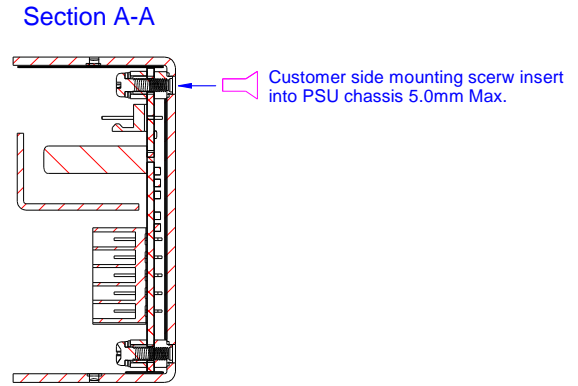 Section A-A
Customer side mounting scerw insert
into PSU chassis 5.0mm Max.